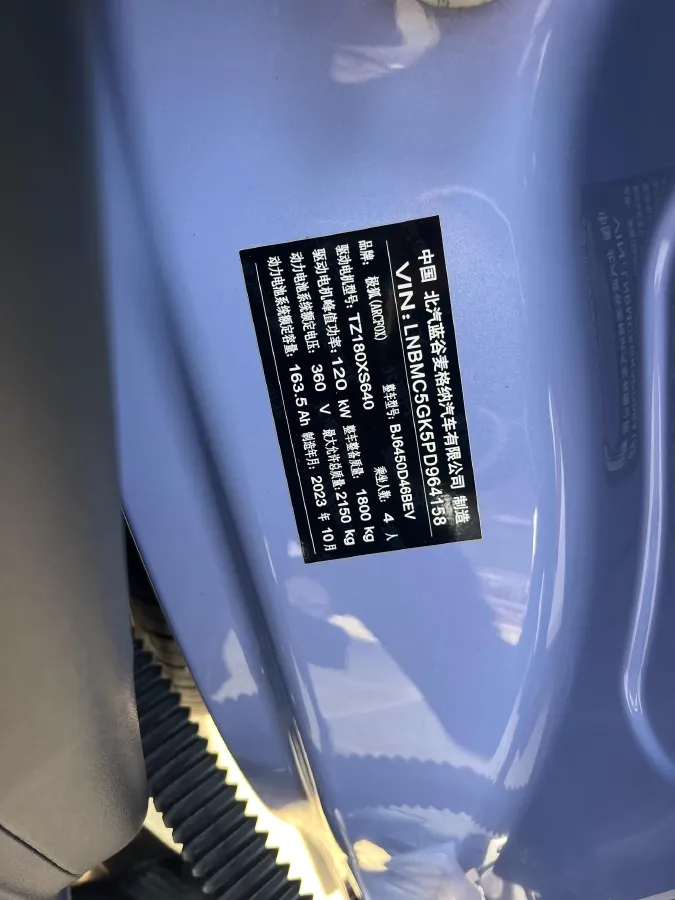 中国 北汽蓝谷麦格纳汽车有限公司 制造
VIN:LNBMC5GK5PD964158
品牌: 极狐(ARCFOX) 整车型号: BJ6450D46BEV
驱动电机型号: TZ180XS640 乘坐人数: 4 人
驱动电机峰值功率: 120 kW 整车整备质量: 1800 kg
动力电池系统额定电压: 360 V 最大允许总质量: 2150 kg
动力电池系统额定容量: 163.5 Ah 制造年月: 2023 年 10月